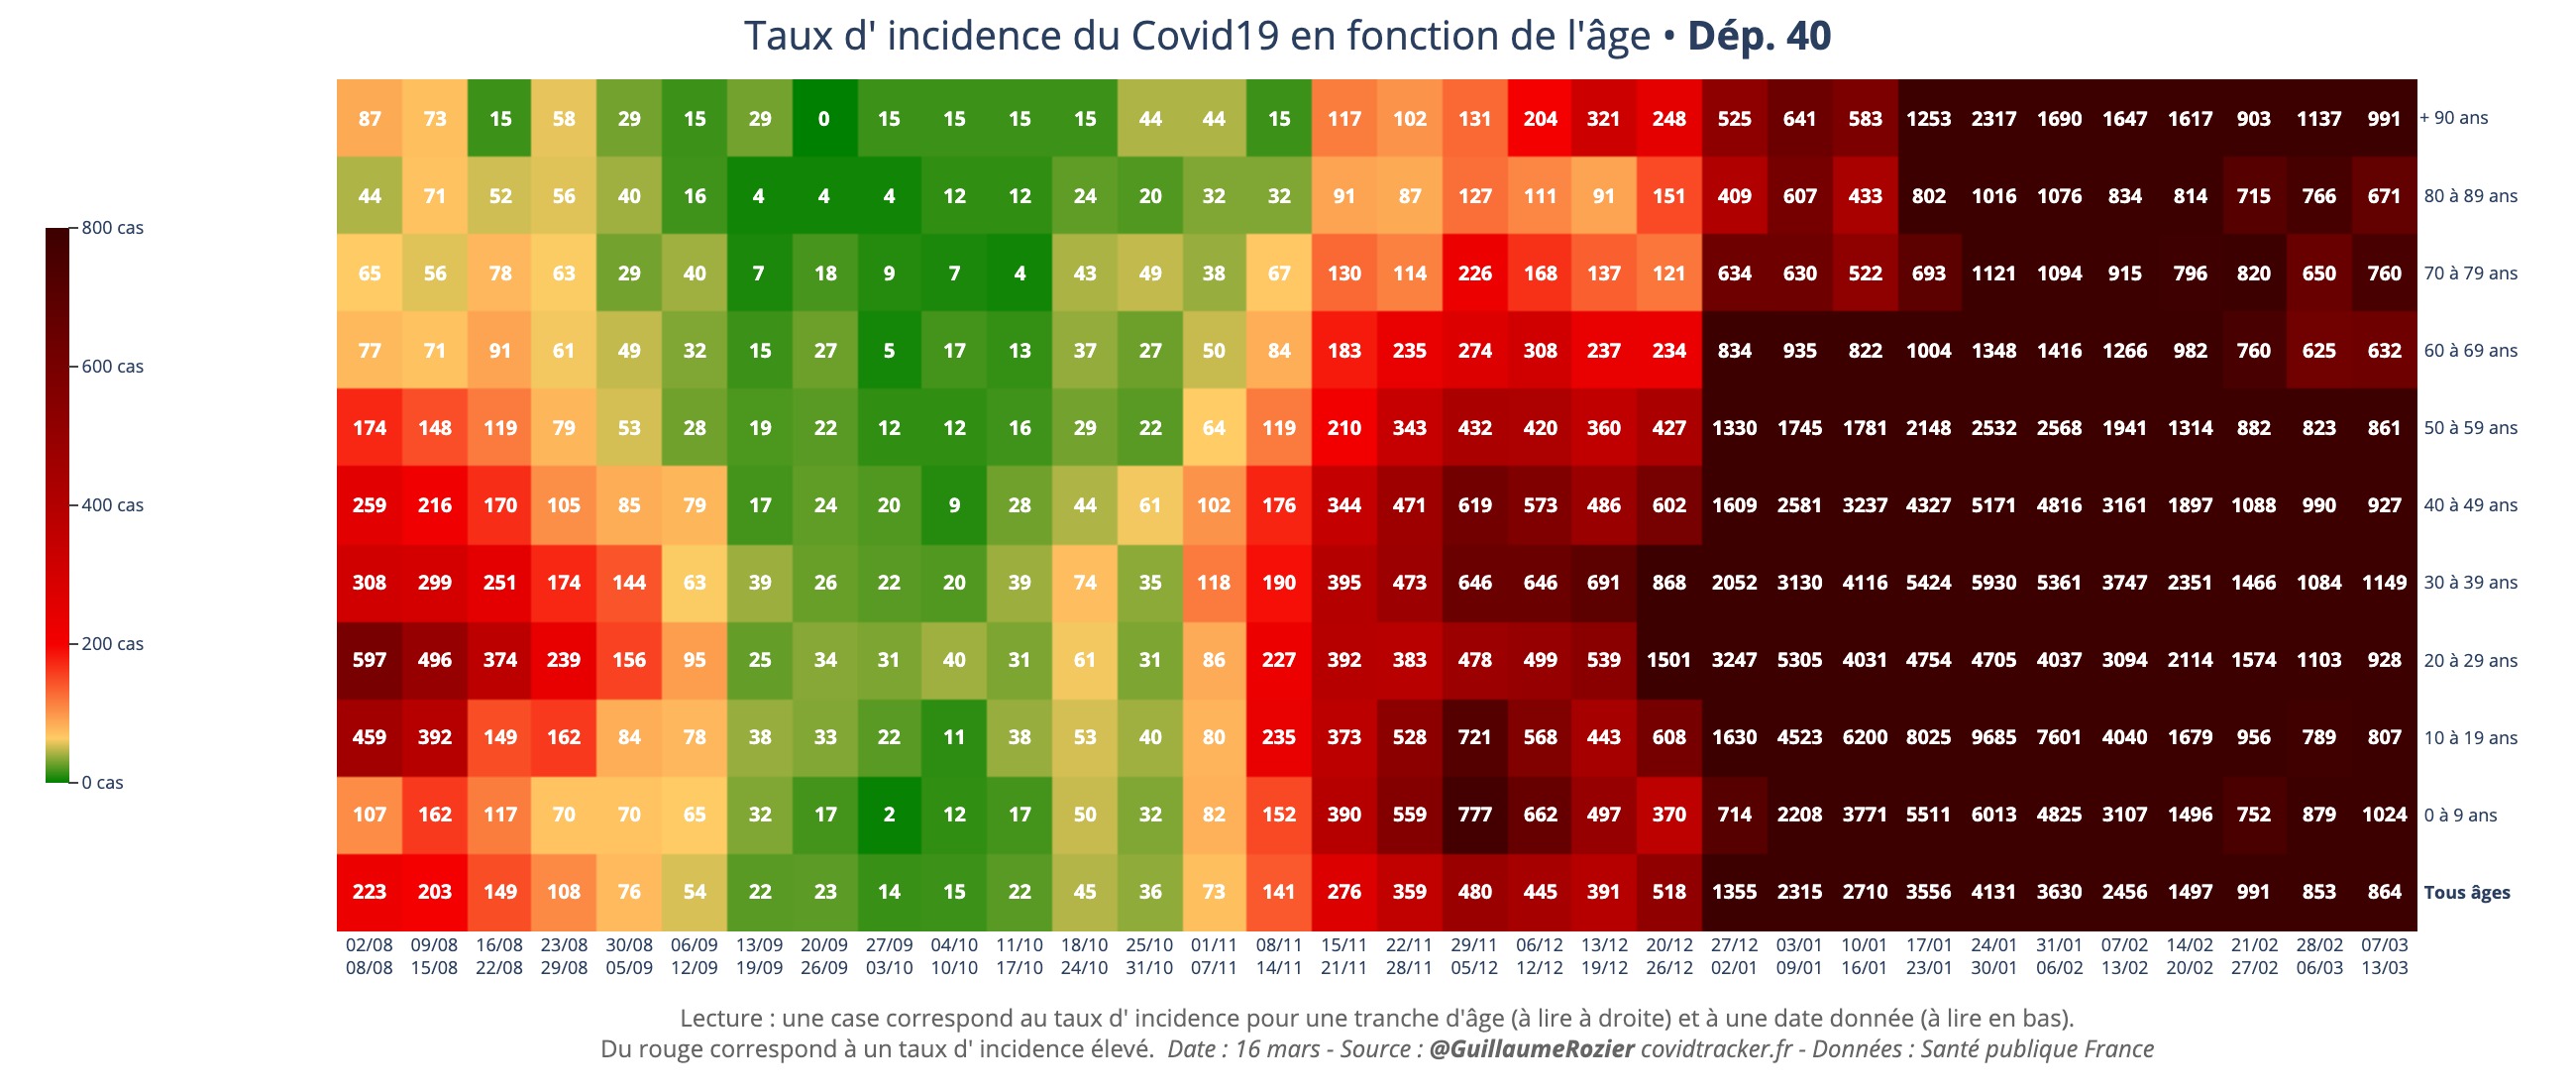 Taux d' incidence du Covid19 en fonction de l'âge • Dép. 40
87 73 15 58 29 15 29 0 15 15 15 15 44 44 15 117 102 131 204 321 248 525 641 583 1253 2317 1690 1647 1617 903 1137 991 + 90 ans
44 71 52 56 40 16 4 4 4 12 12 24 20 32 32 91 87 127 111 91 151 409 607 433 802 1016 1076 834 814 715 766 671 80 à 89 ans
800 cas
65 56 78 63 29 40 7 18 9 7 4 43 49 38 67 130 114 226 168 137 121 634 630 522 693 1121 1094 915 796 820 650 760 70 à 79 ans
77 71 91 61 49 32 15 27 5 17 13 37 27 50 84 183 235 274 308 237 234 834 935 822 1004 1348 1416 1266 982 760 625 632 60 à 69 ans
600 cas
174 148 119 79 53 28 19 22 12 12 16 29 22 64 119 210 343 432 420 360 427 1330 1745 1781 2148 2532 2568 1941 1314 882 823 861 50 à 59 ans
400 cas
259 216 170 105 85 79 17 24 20 9 28 44 61 102 176 344 471 619 573 486 602 1609 2581 3237 4327 5171 4816 3161 1897 1088 990 927 40 à 49 ans
308 299 251 174 144 63 39 26 22 20 39 74 35 118 190 395 473 646 646 691 868 2052 3130 4116 5424 5930 5361 3747 2351 1466 1084 1149 30 à 39 ans
200 cas
597 496 374 239 156 95 25 34 31 40 31 61 31 86 227 392 383 478 499 539 1501 3247 5305 4031 4754 4705 4037 3094 2114 1574 1103 928 20 à 29 ans
459 392 149 162 84 78 38 33 22 11 38 53 40 80 235 373 528 721 568 443 608 1630 4523 6200 8025 9685 7601 4040 1679 956 789 807 10 à 19 ans
0 cas
107 162 117 70 70 65 32 17 2 12 17 50 32 82 152 390 559 777 662 497 370 714 2208 3771 5511 6013 4825 3107 1496 752 879 1024 0 à 9 ans
223 203 149 108 76 54 22 23 14 15 22 45 36 73 141 276 359 480 445 391 518 1355 2315 2710 3556 4131 3630 2456 1497 991 853 864 Tous âges
02/08 09/08 16/08 23/08 30/08 06/09 13/09 20/09 27/09 04/10 11/10 18/10 25/10 01/11 08/11 15/11 22/11 29/11 06/12 13/12 20/12 27/12 03/01 10/01 17/01 24/01 31/01 07/02 14/02 21/02 28/02 07/03
08/08 15/08 22/08 29/08 05/09 12/09 19/09 26/09 03/10 10/10 17/10 24/10 31/10 07/11 14/11 21/11 28/11 05/12 12/12 19/12 26/12 02/01 09/01 16/01 23/01 30/01 06/02 13/02 20/02 27/02 06/03 13/03
Lecture : une case correspond au taux d' incidence pour une tranche d'âge (à lire à droite) et à une date donnée (à lire en bas).
Du rouge correspond à un taux d' incidence élevé. Date : 16 mars - Source : @GuillaumeRozier covidtracker.fr - Données : Santé publique France